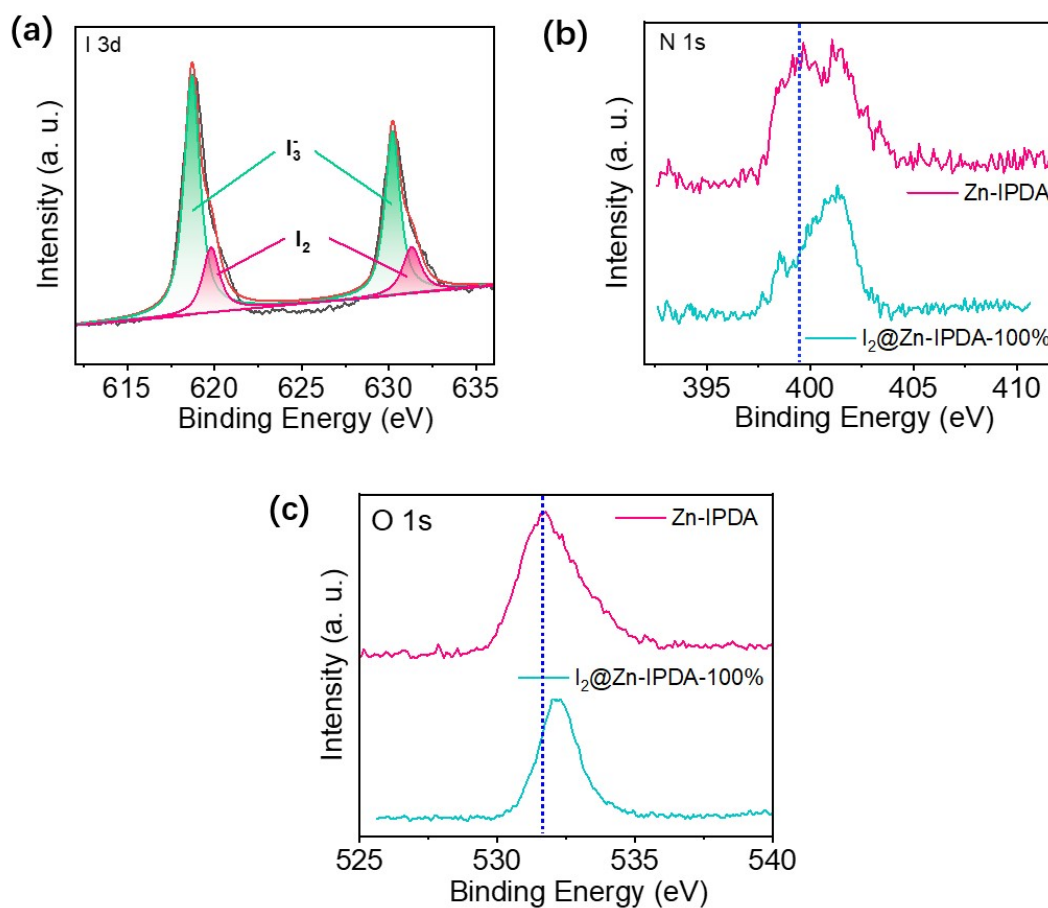 (a)
I 3d
I₃⁻
I₂
Intensity (a. u.)
615 620 625 630 635
Binding Energy (eV)
(b)
N 1s
Zn-IPDA
I₂@Zn-IPDA-100%
Intensity (a. u.)
395 400 405 410
Binding Energy (eV)
(c)
O 1s
Zn-IPDA
I₂@Zn-IPDA-100%
Intensity (a. u.)
525 530 535 540
Binding Energy (eV)